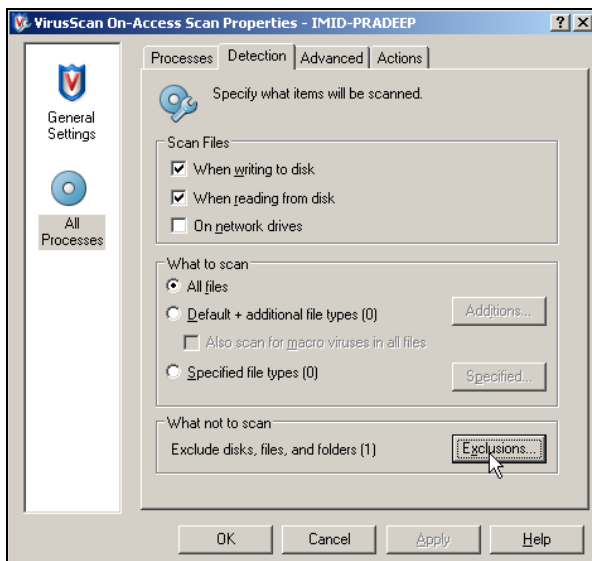 VirusScan On-Access Scan Properties - IMID-PRADEEP
General
Settings
All
Processes
Processes
Detection
Advanced
Actions
Specify what items will be scanned.
Scan Files
When writing to disk
When reading from disk
On network drives
What to scan
All files
Default + additional file types (0)
Additions...
Also scan for macro viruses in all files
Specified file types (0)
Specified...
What not to scan
Exclude disks, files, and folders (1)
Exclusions...
OK
Cancel
Apply
Help